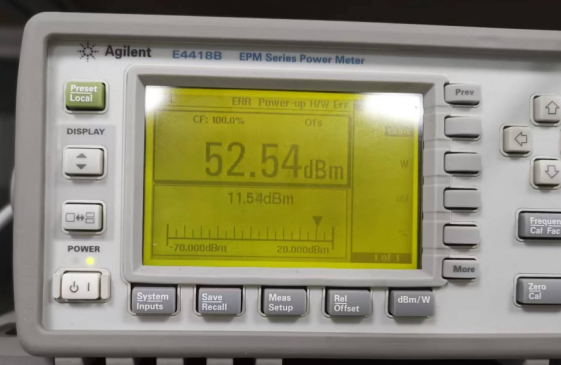 Agilent E4418B EPM Series Power Meter
Preset
Local
ERR Power-up H/W Err
Prev
CF: 100.0% Ofs
DISPLAY
52.54dBm
dBm
W
11.54dBm
%
-70.000dBm 20.000dBm
1 of 1
POWER
More
System
Inputs
Save
Recall
Meas
Setup
Rel
Offset
dBm/W
Zero
Cal